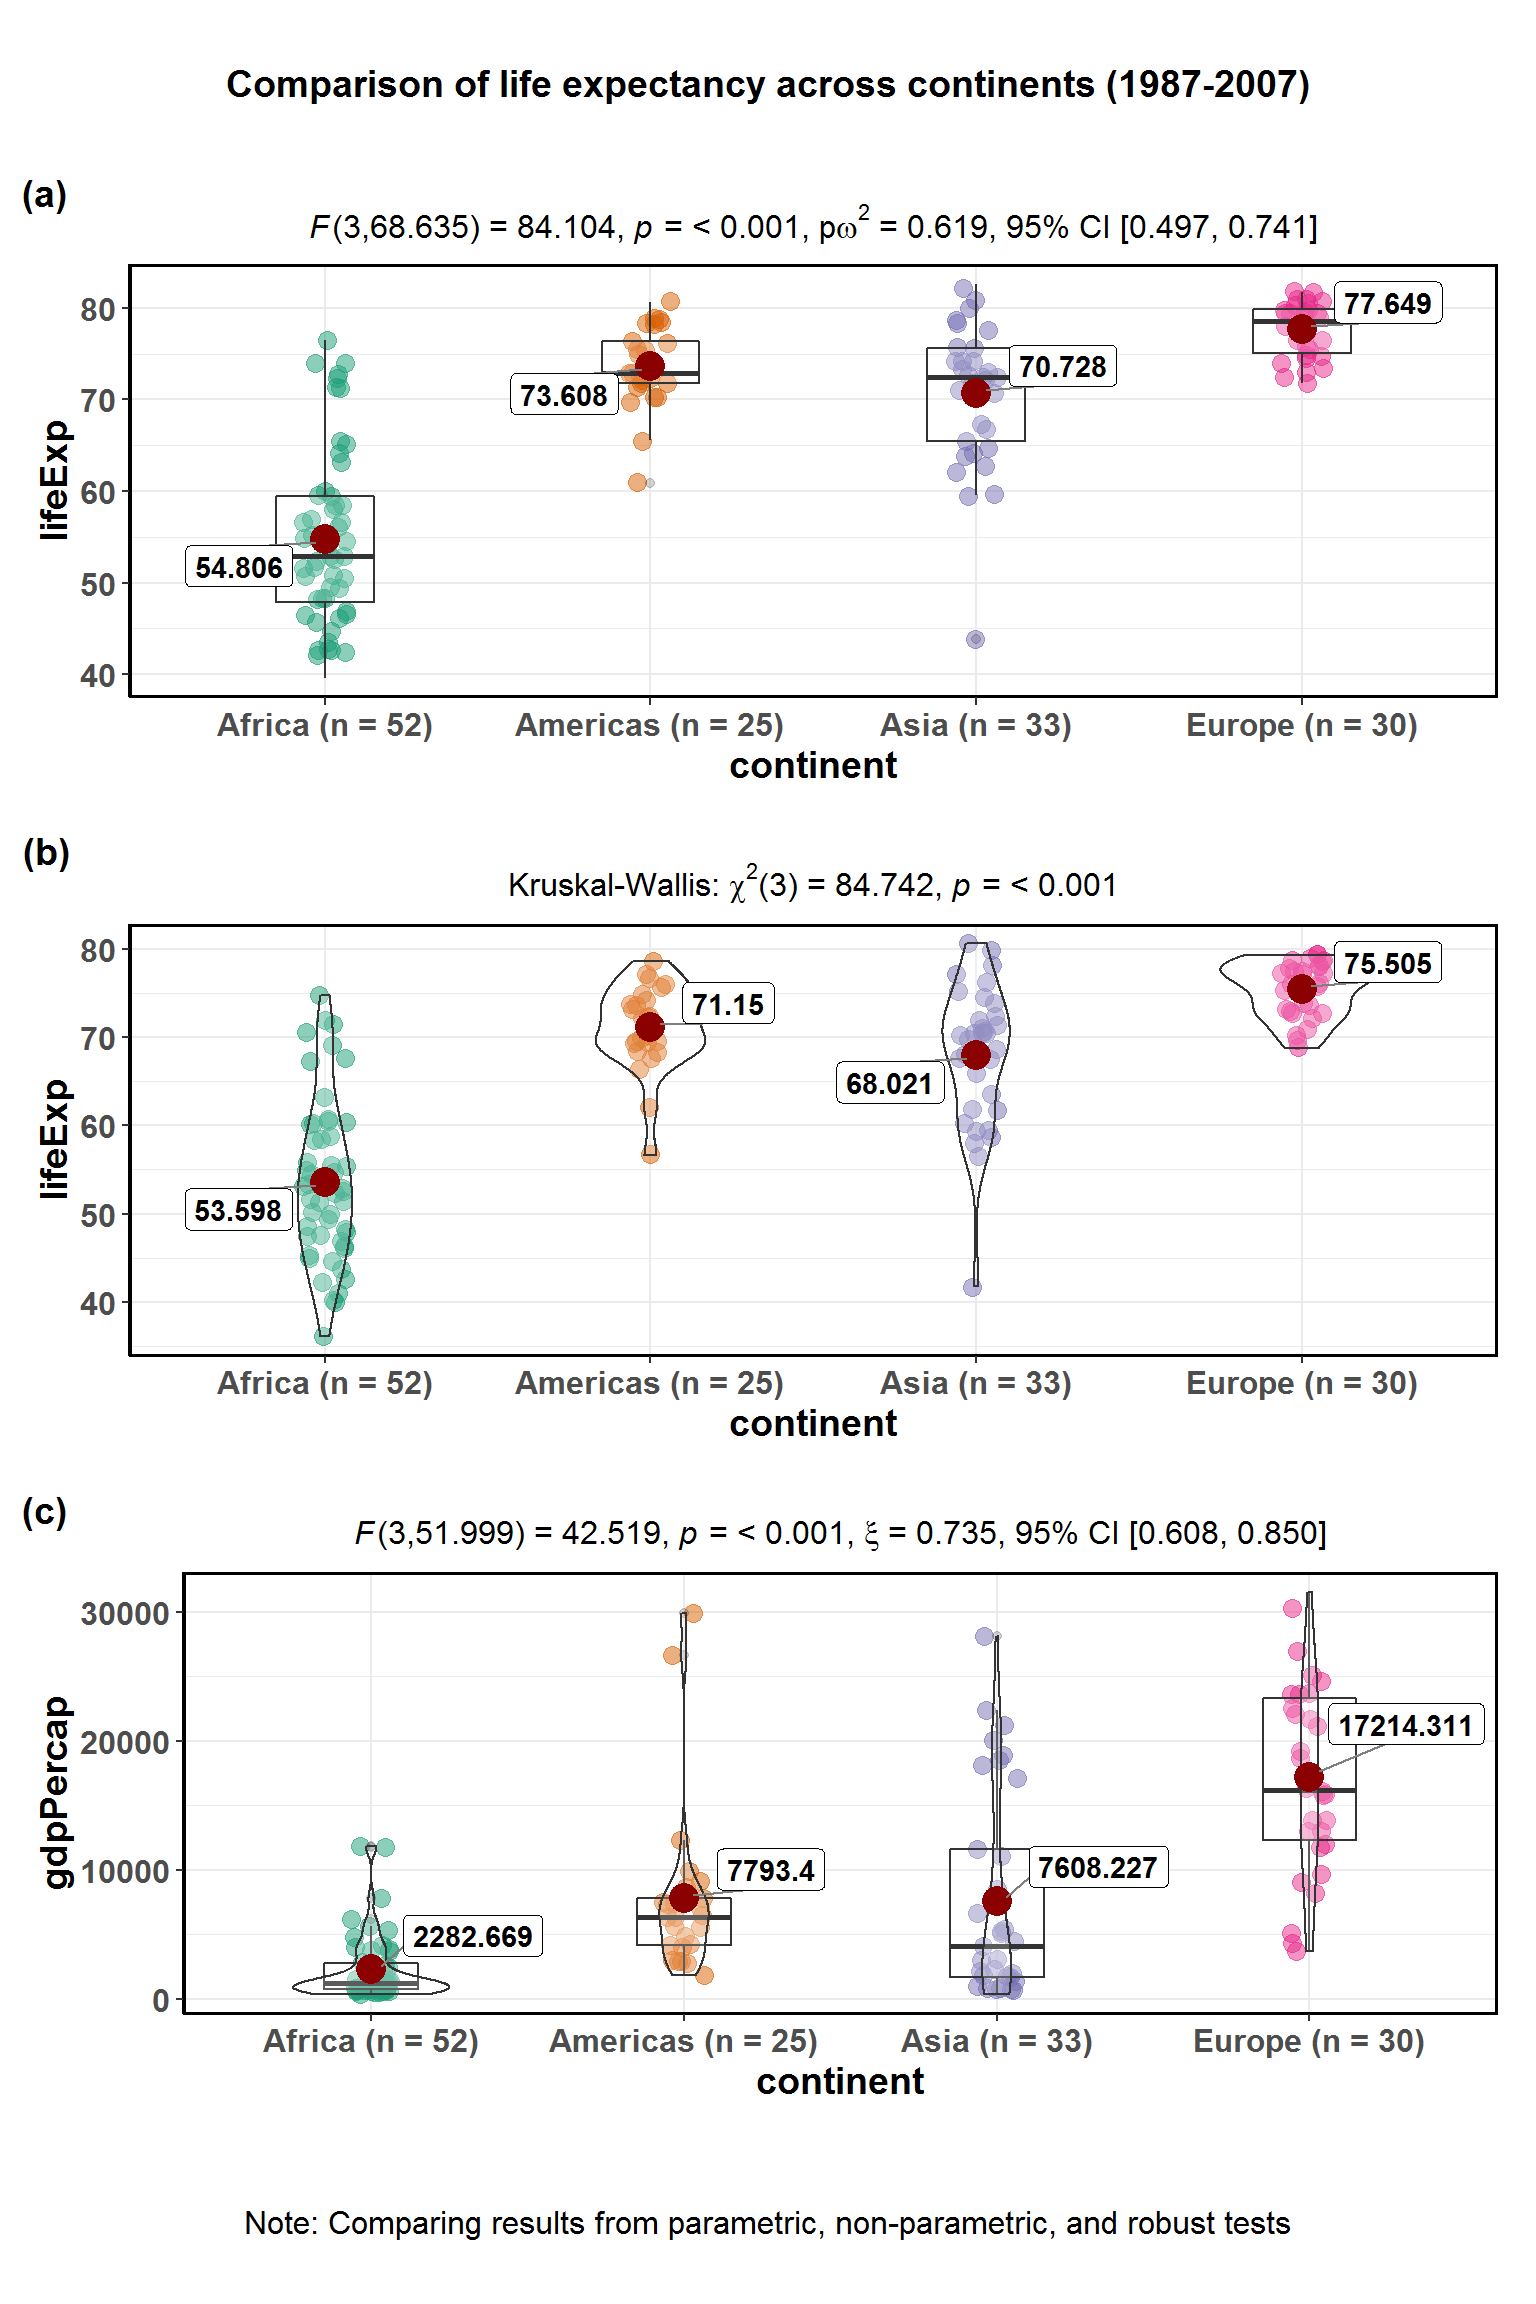 Comparison of life expectancy across continents (1987-2007)
(a)
F(3,68.635) = 84.104, p = < 0.001, pω² = 0.619, 95% CI [0.497, 0.741]
lifeExp
80
70
60
50
40
54.806
73.608
70.728
77.649
Africa (n = 52)
Americas (n = 25)
Asia (n = 33)
Europe (n = 30)
continent
(b)
Kruskal-Wallis: χ²(3) = 84.742, p = < 0.001
lifeExp
80
70
60
50
40
53.598
71.15
68.021
75.505
Africa (n = 52)
Americas (n = 25)
Asia (n = 33)
Europe (n = 30)
continent
(c)
F(3,51.999) = 42.519, p = < 0.001, ξ = 0.735, 95% CI [0.608, 0.850]
gdpPercap
30000
20000
10000
0
2282.669
7793.4
7608.227
17214.311
Africa (n = 52)
Americas (n = 25)
Asia (n = 33)
Europe (n = 30)
continent
Note: Comparing results from parametric, non-parametric, and robust tests